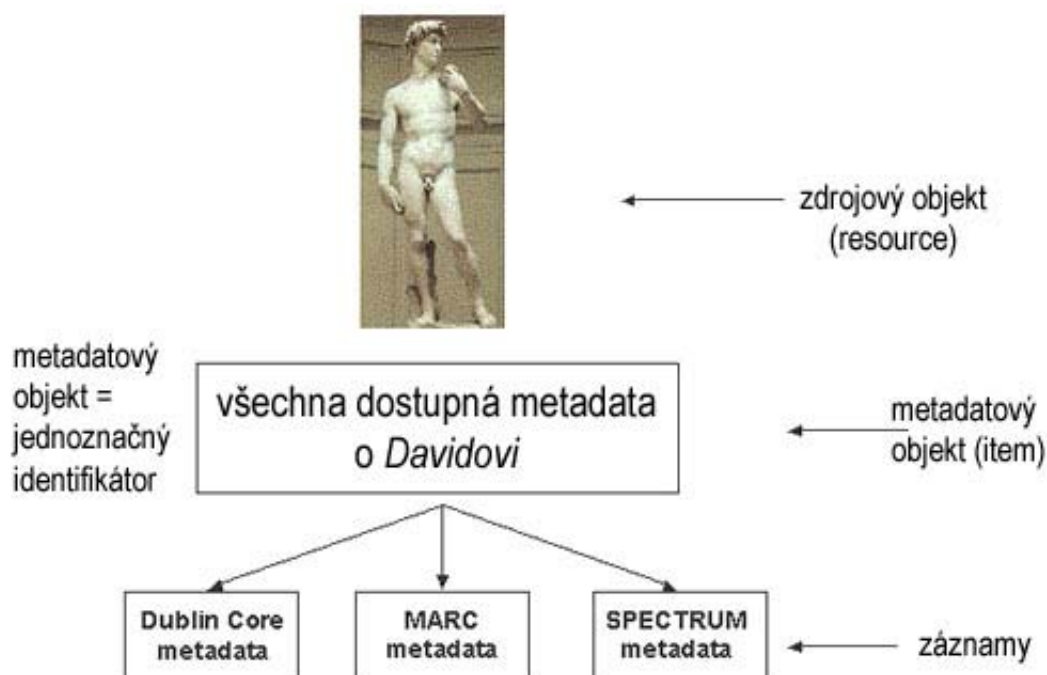 zdrojový objekt
(resource)
metadatový
objekt =
jednoznačný
identifikátor
všechna dostupná metadata
o Davidovi
metadatový
objekt (item)
Dublin Core
metadata
MARC
metadata
SPECTRUM
metadata
záznamy